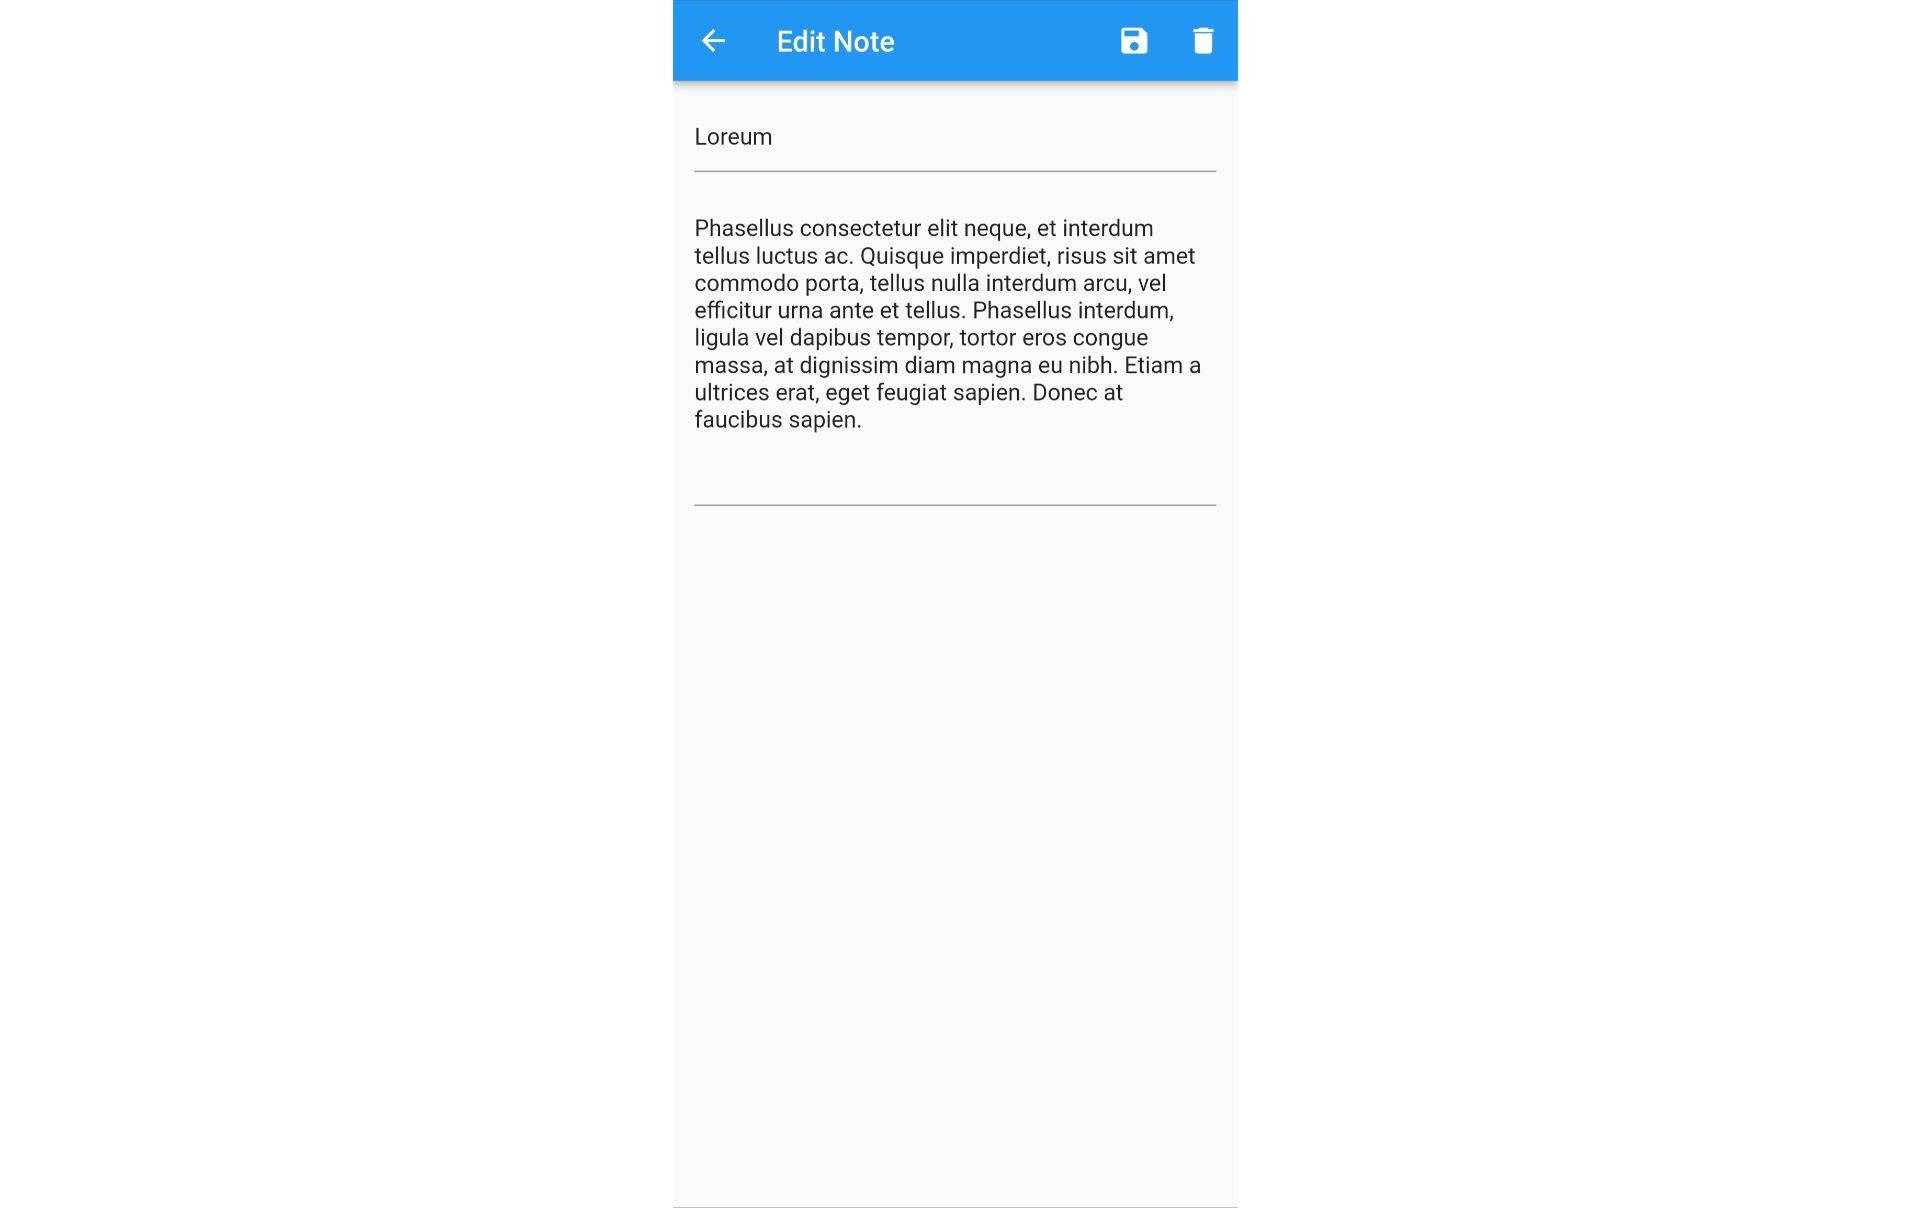 Edit Note
Loreum
Phasellus consectetur elit neque, et interdum
tellus luctus ac. Quisque imperdiet, risus sit amet
commodo porta, tellus nulla interdum arcu, vel
efficitur urna ante et tellus. Phasellus interdum,
ligula vel dapibus tempor, tortor eros congue
massa, at dignissim diam magna eu nibh. Etiam a
ultrices erat, eget feugiat sapien. Donec at
faucibus sapien.